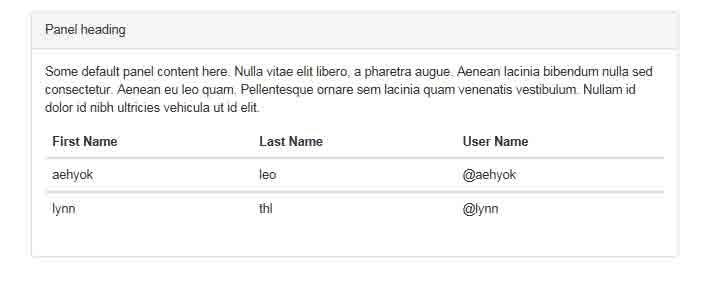 Panel heading
Some default panel content here. Nulla vitae elit libero, a pharetra augue. Aenean lacinia bibendum nulla sed
consectetur. Aenean eu leo quam. Pellentesque ornare sem lacinia quam venenatis vestibulum. Nullam id
dolor id nibh ultricies vehicula ut id elit.
First Name Last Name User Name
aehyok leo @aehyok
lynn thl @lynn